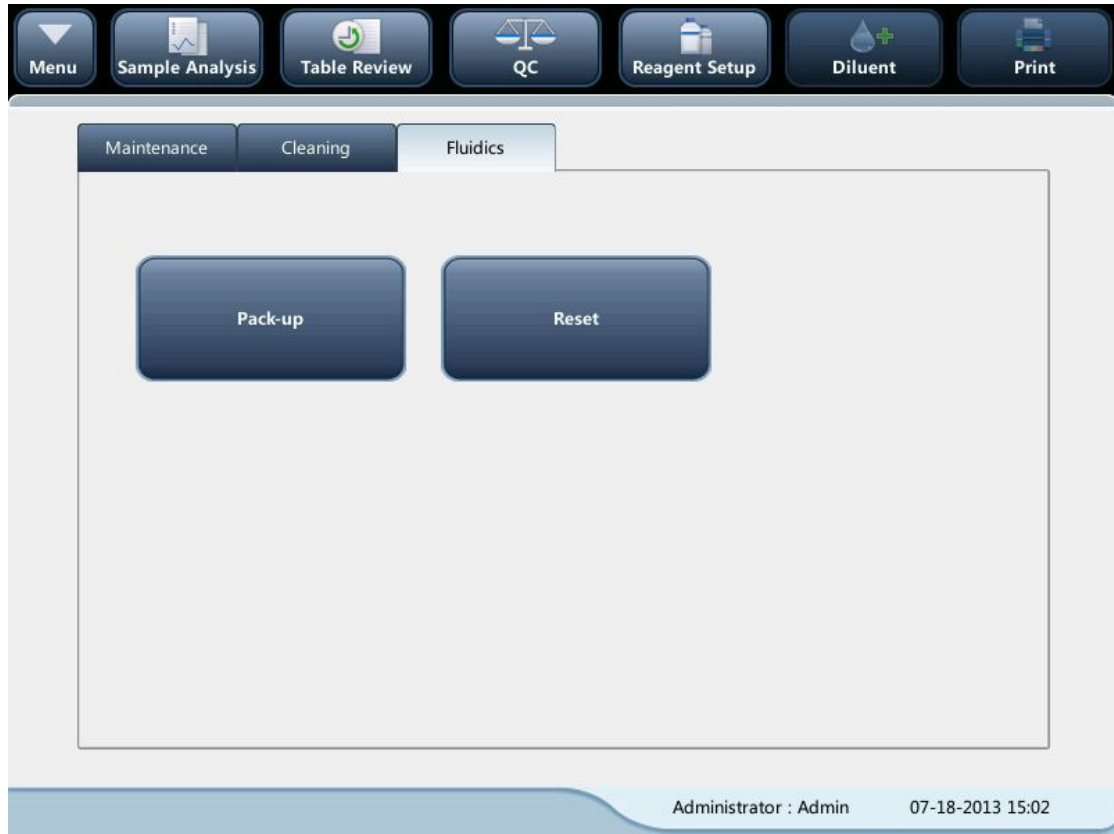 Menu
Sample Analysis
Table Review
QC
Reagent Setup
Diluent
Print
Maintenance
Cleaning
Fluidics
Pack-up
Reset
Administrator : Admin
07-18-2013 15:02